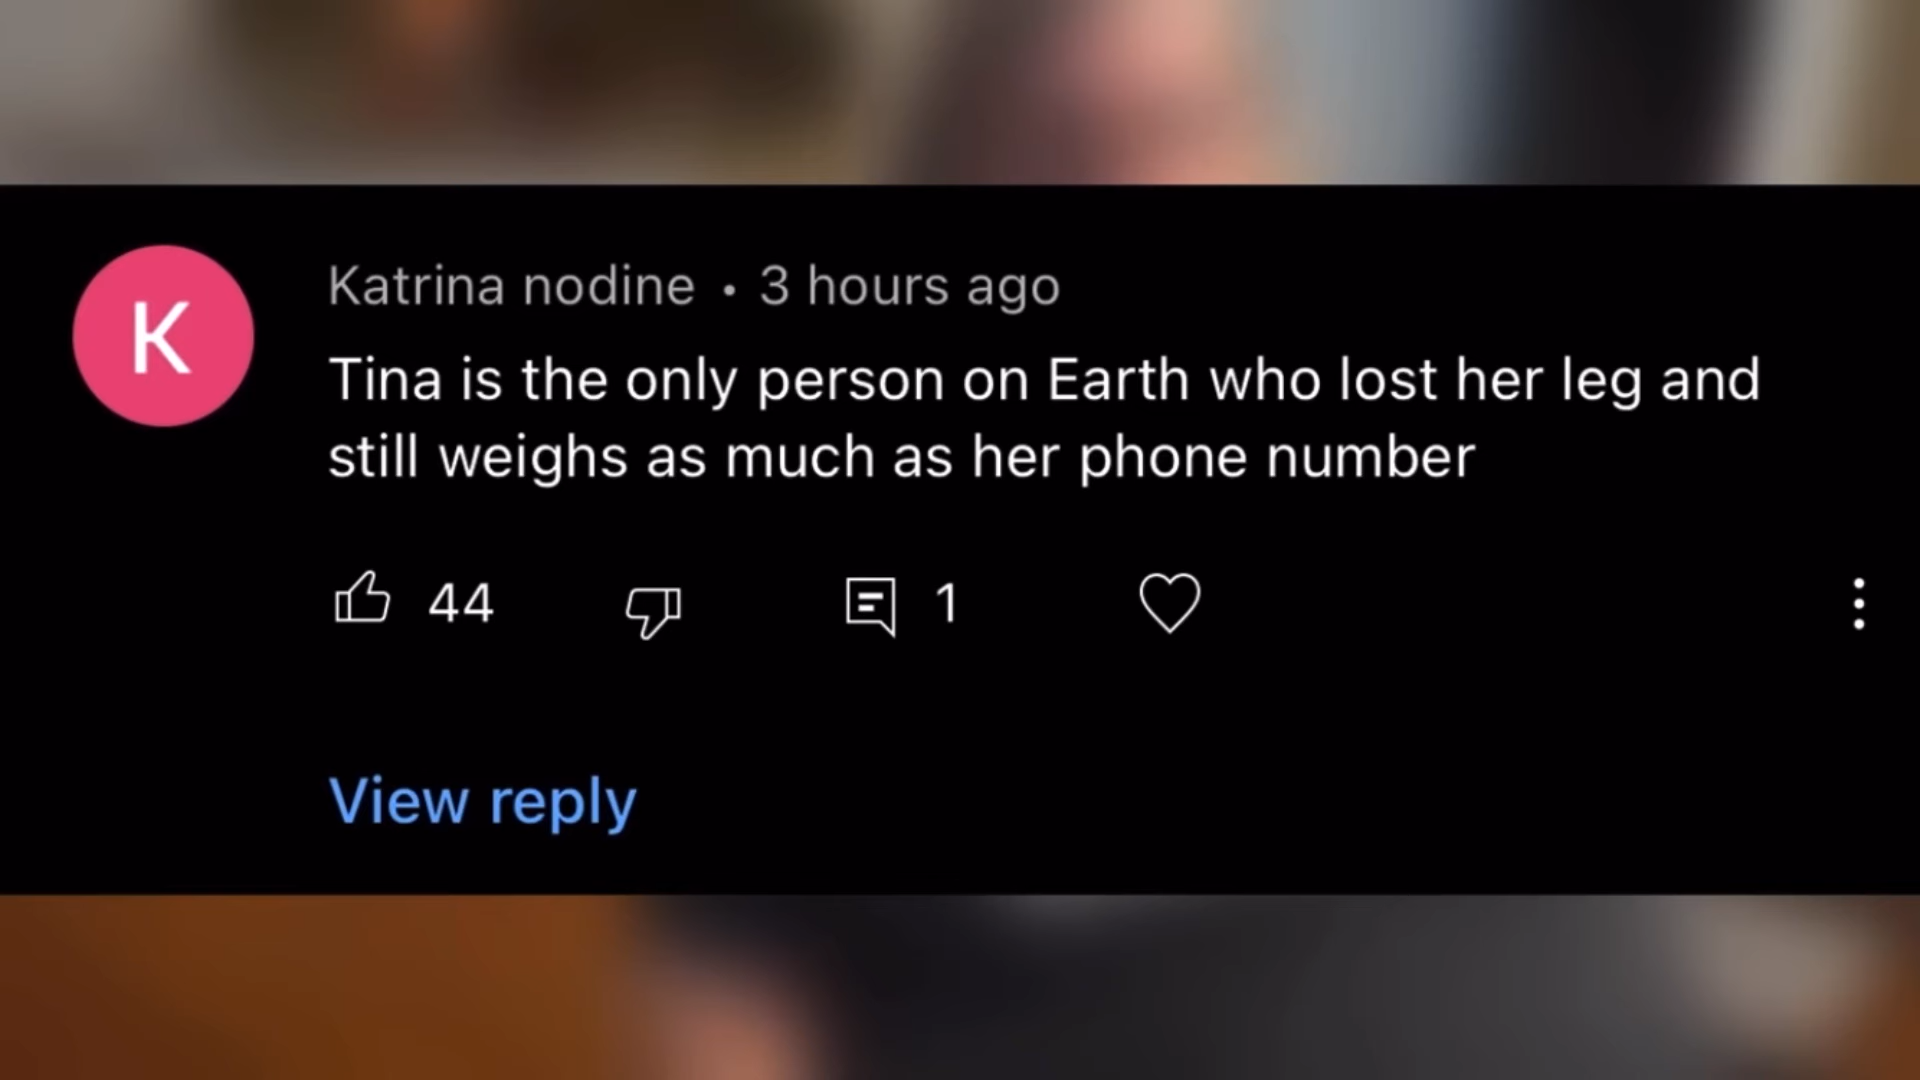 K
Katrina nodine • 3 hours ago
Tina is the only person on Earth who lost her leg and
still weighs as much as her phone number
44 1
View reply